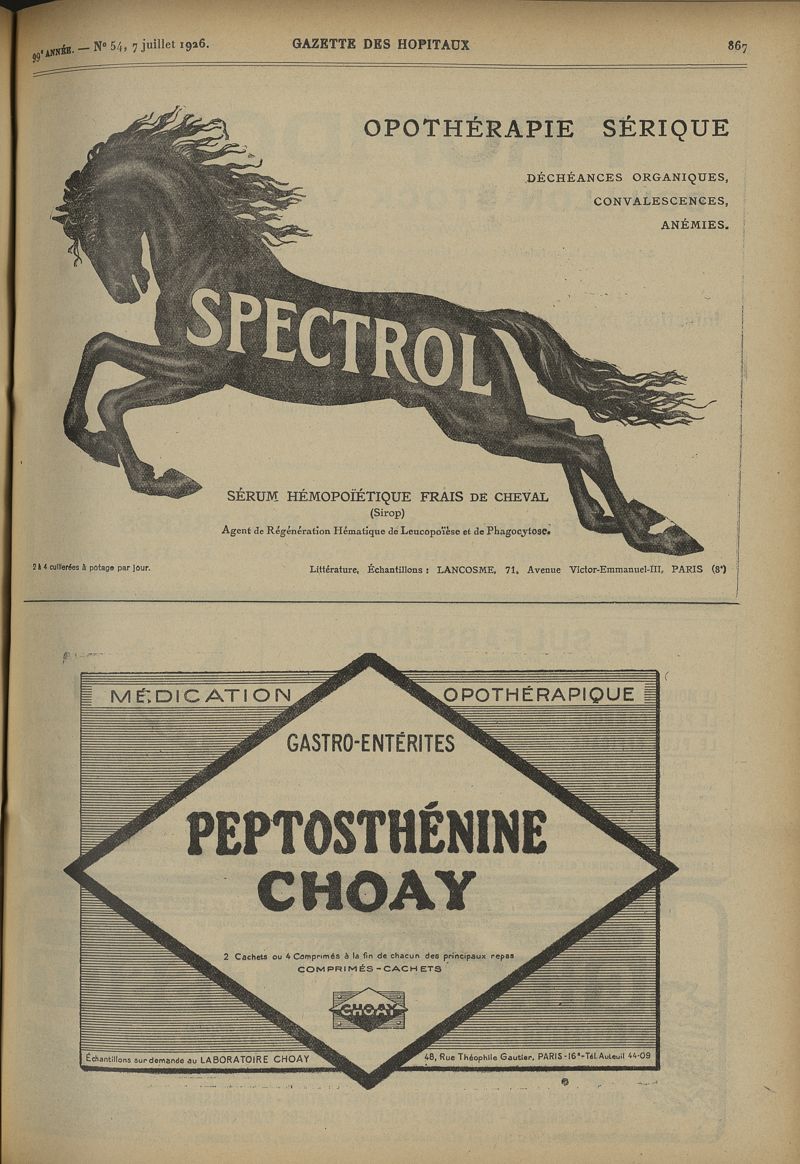 99e ANNÉE. — No 54, 7 juillet 1926. GAZETTE DES HOPITAUX 867
OPOTHÉRAPIE SÉRIQUE
DÉCHÉANCES ORGANIQUES,
CONVALESCENCES,
ANÉMIES.
SPECTROL
SÉRUM HÉMOPOÏÉTIQUE FRAIS DE CHEVAL
(Sirop)
Agent de Régénération Hématique de Leucopoïèse et de Phagocytose.
2 à 4 cuillerées à potage par jour.
Littérature, Échantillons : LANCOSME, 71, Avenue Victor-Emmanuel-III, PARIS (8e)
MÉDICATION OPOTHÉRAPIQUE
GASTRO-ENTÉRITES
PEPTOSTHÉNINE
CHOAY
2 Cachets ou 4 Comprimés à la fin de chacun des principaux repas
COMPRIMÉS - CACHETS
CHOAY
Échantillons sur demande au LABORATOIRE CHOAY
48, Rue Théophile Gautier, PARIS-16e-Tél. Auteuil 44-09